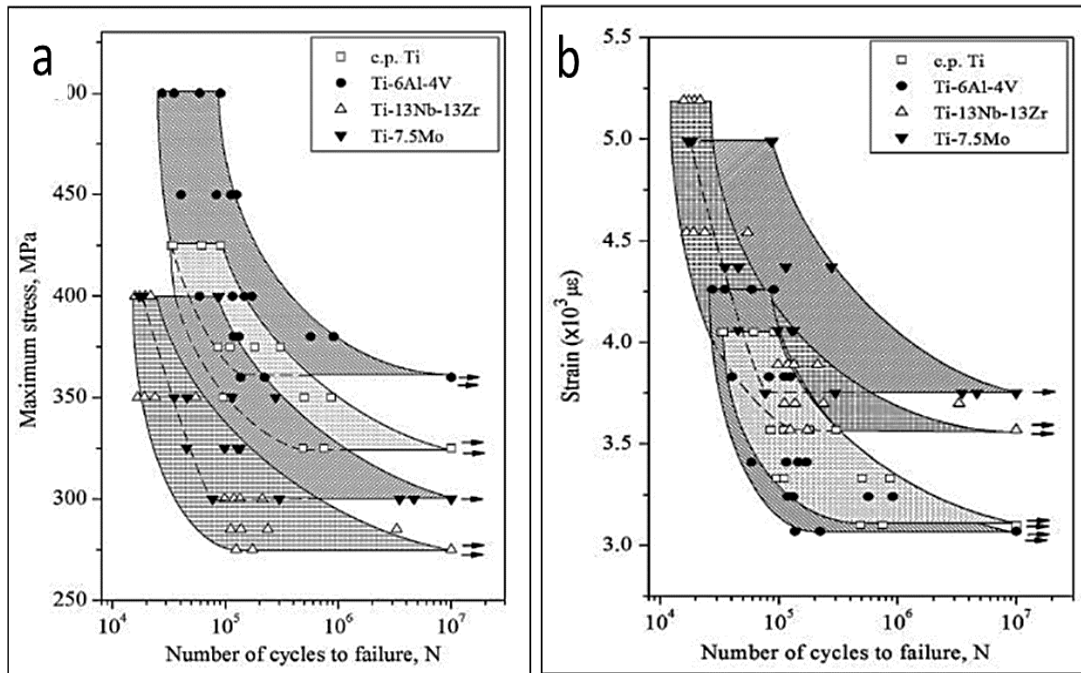 a
c.p. Ti
Ti-6Al-4V
Ti-13Nb-13Zr
Ti-7.5Mo
00
450
400
350
300
250
10⁴ 10⁵ 10⁶ 10⁷
Maximum stress, MPa
Number of cycles to failure, N
b
c.p. Ti
Ti-6Al-4V
Ti-13Nb-13Zr
Ti-7.5Mo
5.5
5.0
4.5
4.0
3.5
3.0
10⁴ 10⁵ 10⁶ 10⁷
Strain (x10³ με)
Number of cycles to failure, N